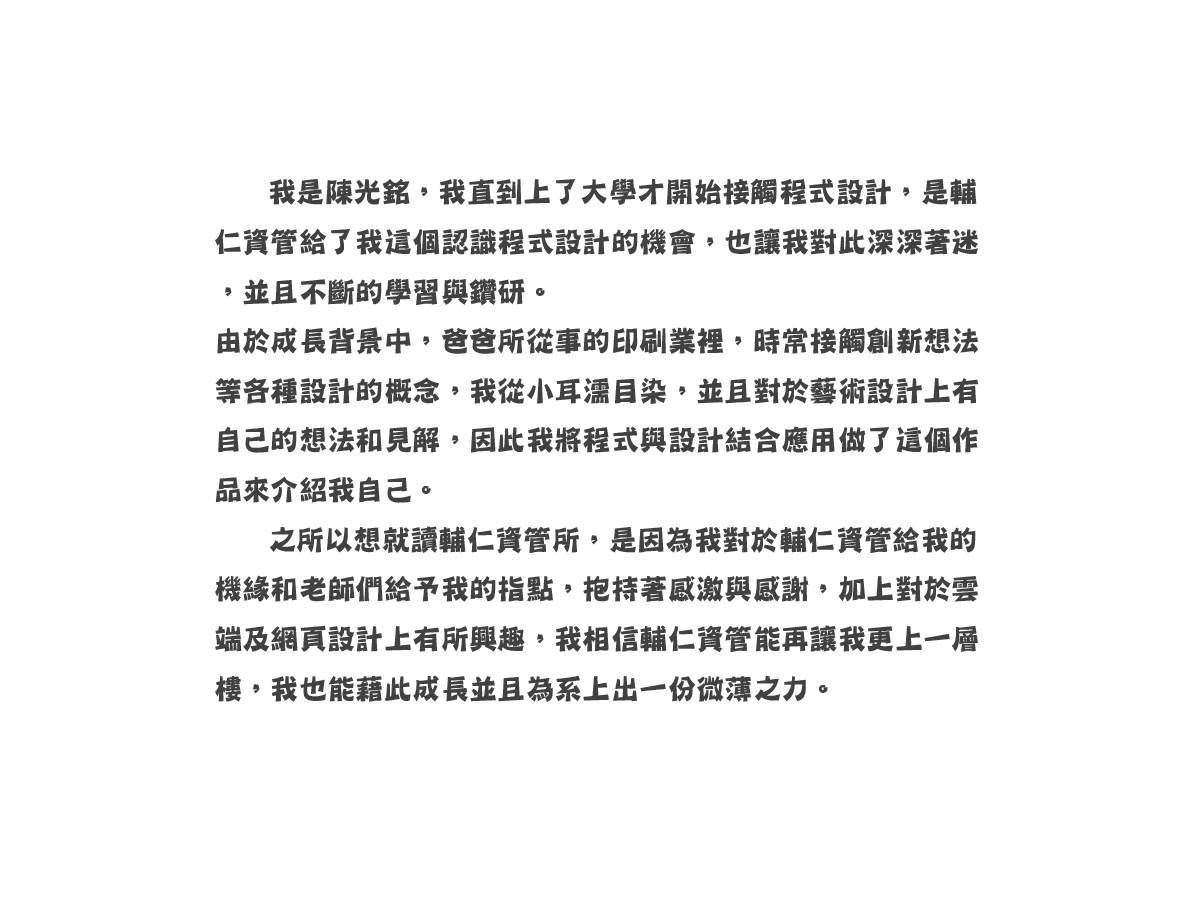 我是陳光銘，我直到上了大學才開始接觸程式設計，是輔
仁資管給了我這個認識程式設計的機會，也讓我對此深深著迷
，並且不斷的學習與鑽研。
由於成長背景中，爸爸所從事的印刷業裡，時常接觸創新想法
等各種設計的概念，我從小耳濡目染，並且對於藝術設計上有
自己的想法和見解，因此我將程式與設計結合應用做了這個作
品來介紹我自己。
之所以想就讀輔仁資管所，是因為我對於輔仁資管給我的
機緣和老師們給予我的指點，抱持著感激與感謝，加上對於雲
端及網頁設計上有所興趣，我相信輔仁資管能再讓我更上一層
樓，我也能藉此成長並且為系上出一份微薄之力。